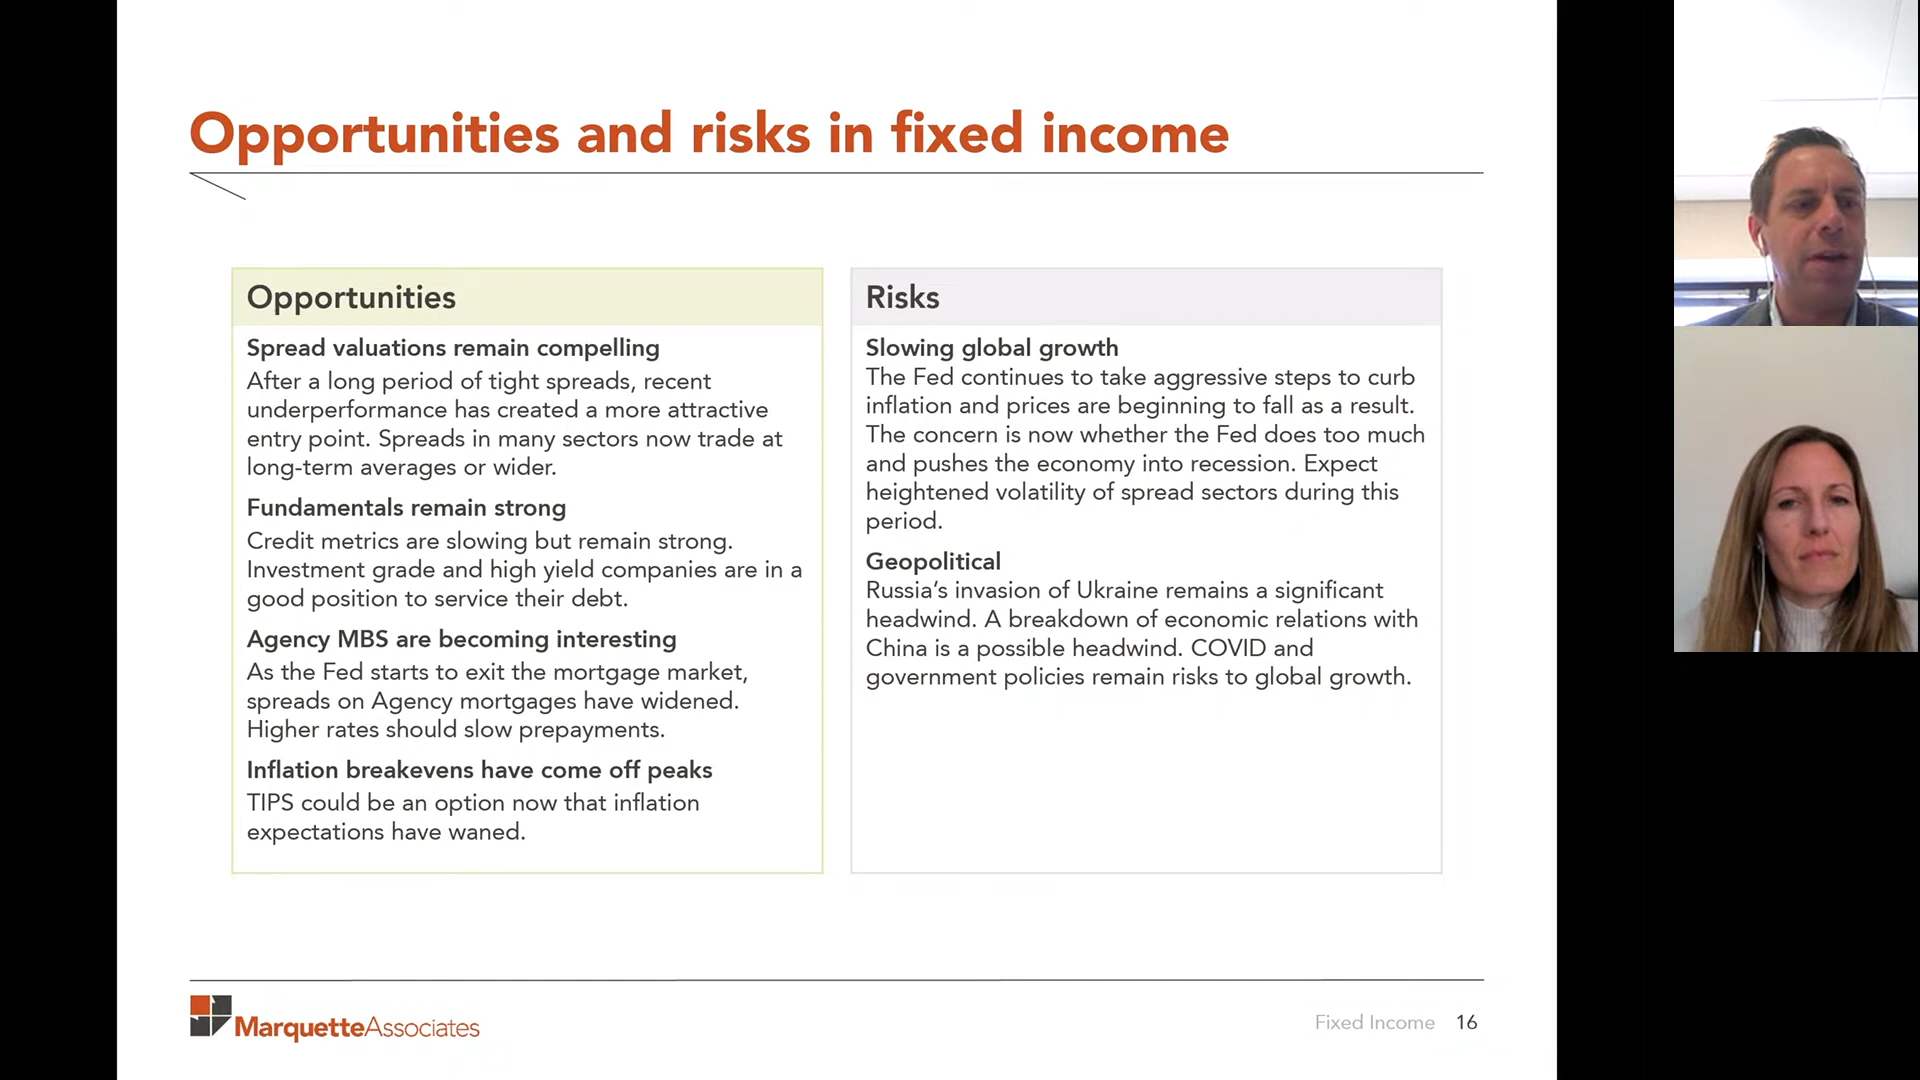 Opportunities and risks in fixed income
Opportunities
Spread valuations remain compelling
After a long period of tight spreads, recent
underperformance has created a more attractive
entry point. Spreads in many sectors now trade at
long-term averages or wider.
Fundamentals remain strong
Credit metrics are slowing but remain strong.
Investment grade and high yield companies are in a
good position to service their debt.
Agency MBS are becoming interesting
As the Fed starts to exit the mortgage market,
spreads on Agency mortgages have widened.
Higher rates should slow prepayments.
Inflation breakevens have come off peaks
TIPS could be an option now that inflation
expectations have waned.
Risks
Slowing global growth
The Fed continues to take aggressive steps to curb
inflation and prices are beginning to fall as a result.
The concern is now whether the Fed does too much
and pushes the economy into recession. Expect
heightened volatility of spread sectors during this
period.
Geopolitical
Russia’s invasion of Ukraine remains a significant
headwind. A breakdown of economic relations with
China is a possible headwind. COVID and
government policies remain risks to global growth.
MarquetteAssociates
Fixed Income 16